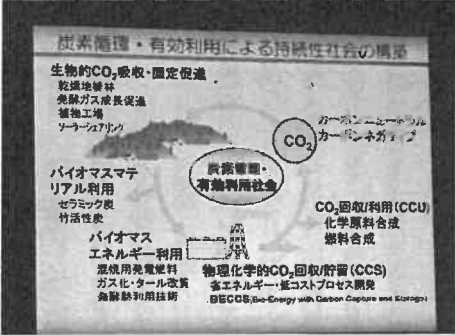 炭素循環・有効利用による持続性社会の構築
生物的CO₂吸収・固定促進
乾燥地植林
発酵ガス成長促進
植物工場
ソーラーシェアリング
CO₂
カーボンニュートラル
カーボンネガティブ
炭素循環・
有効利用社会
バイオマスマテ
リアル利用
セラミック炭
竹活性炭
CO₂回収/利用(CCU)
化学原料合成
燃料合成
バイオマス
エネルギー利用
混焼用発電燃料
ガス化・タール改質
発酵熱利用技術
物理化学的CO₂回収/貯留(CCS)
省エネルギー・低コストプロセス開発
BECCS(Bio-Energy with Carbon Capture and Storage)